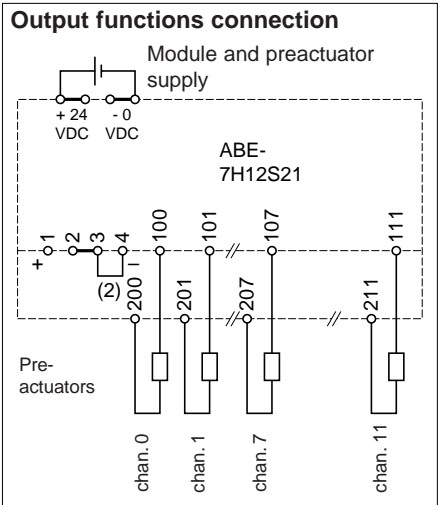 Output functions connection
Module and preactuator
supply
+ 24
VDC
- 0
VDC
ABE-
7H12S21
+ 1 2 3 4 – 100 101 107 111
(2)
200 201 207 211
Pre-
actuators
chan. 0 chan. 1 chan. 7 chan. 11